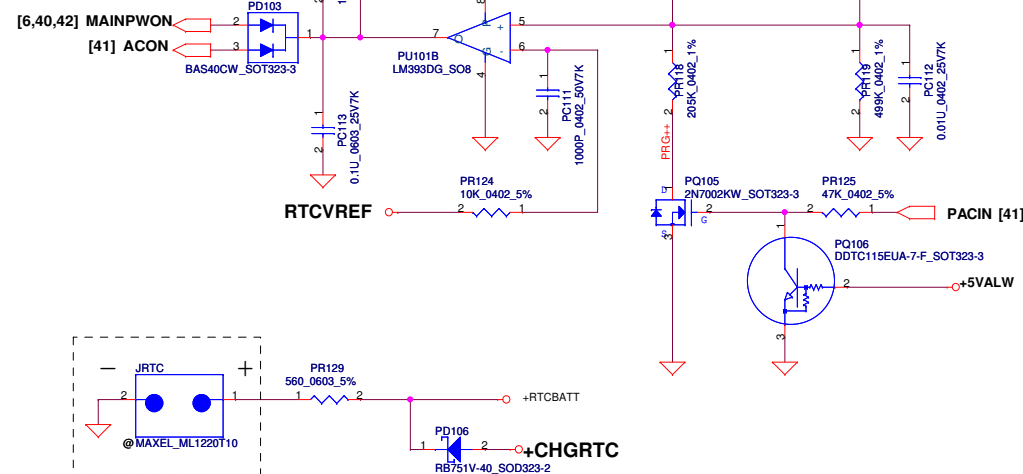 [6,40,42] MAINPWON
[41] ACON
PD103
2
3
1
BAS40CW_SOT323-3
1
2
PC113
0.1U_0603_25V7K
1
8
P
+
-
O
G
7
5
6
4
PU101B
LM393DG_SO8
1
2
PC111
1000P_0402_50V7K
1
2
PR118
205K_0402_1%
PRG++
1
2
PR119
499K_0402_1%
1
2
PC112
0.01U_0402_25V7K
RTCVREF
PR124
10K_0402_5%
2
1
D
G
S
2
3
PQ105
2N7002KW_SOT323-3
PR125
47K_0402_5%
2
1
PACIN [41]
1
2
3
PQ106
DDTC115EUA-7-F_SOT323-3
+5VALW
JRTC
2
1
@MAXEL_ML1220T10
PR129
560_0603_5%
1
2
+RTCBATT
PD106
1
2
+CHGRTC
RB751V-40_SOD323-2